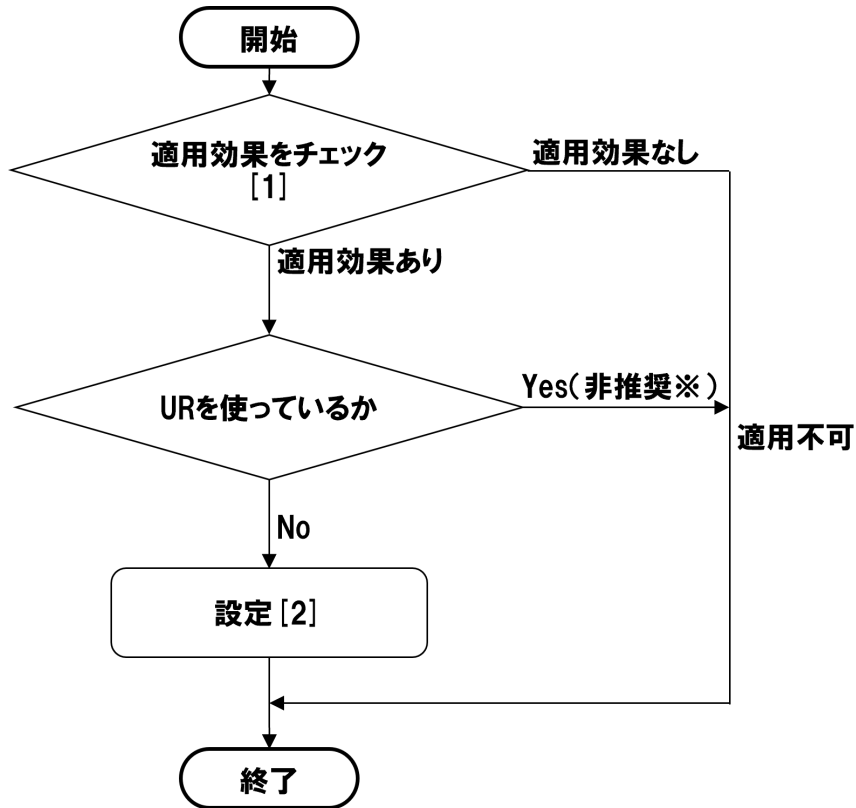 開始
適用効果をチェック
[1]
適用効果なし
適用効果あり
URを使っているか
Yes(非推奨※)
適用不可
No
設定[2]
終了